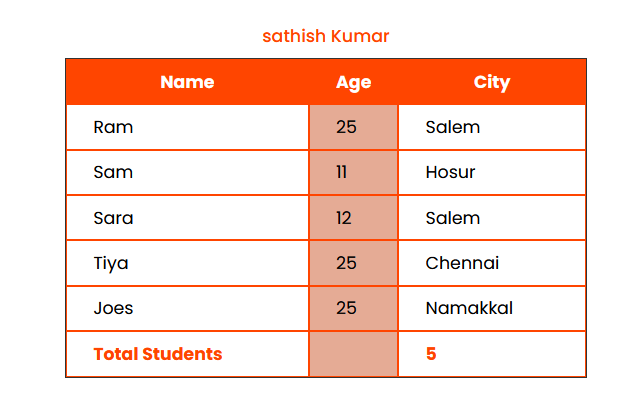 sathish Kumar
Name Age City
Ram 25 Salem
Sam 11 Hosur
Sara 12 Salem
Tiya 25 Chennai
Joes 25 Namakkal
Total Students 5